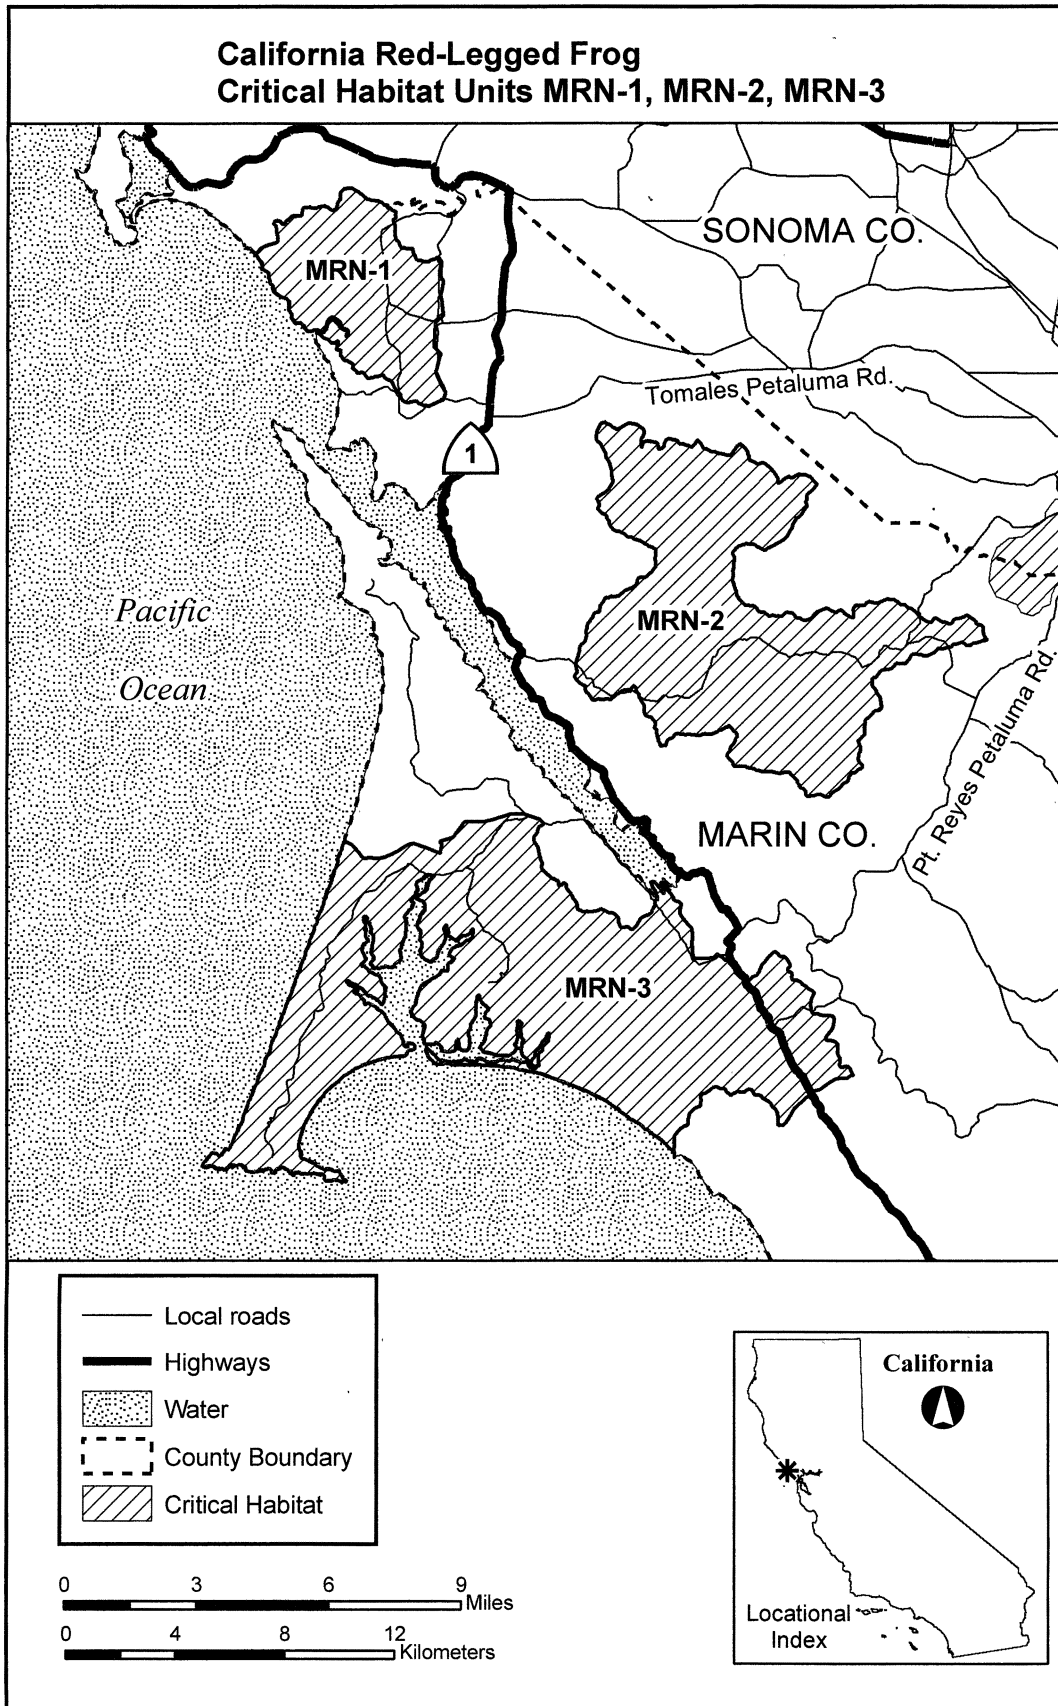 California Red-Legged Frog
Critical Habitat Units MRN-1, MRN-2, MRN-3
SONOMA CO.
MRN-1
Tomales Petaluma Rd.
1
Pacific
Ocean
MRN-2
Pt. Reyes Petaluma Rd.
MARIN CO.
MRN-3
Local roads
Highways
Water
County Boundary
Critical Habitat
0 3 6 9
Miles
0 4 8 12
Kilometers
California
Locational
Index